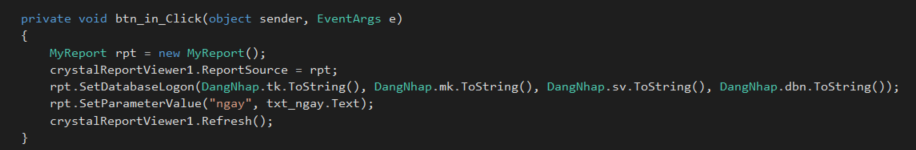 private void btn_in_Click(object sender, EventArgs e)
{
MyReport rpt = new MyReport();
crystalReportViewer1.ReportSource = rpt;
rpt.SetDatabaseLogon(DangNhap.tk.ToString(), DangNhap.mk.ToString(), DangNhap.sv.ToString(), DangNhap.dbn.ToString());
rpt.SetParameterValue("ngay", txt_ngay.Text);
crystalReportViewer1.Refresh();
}